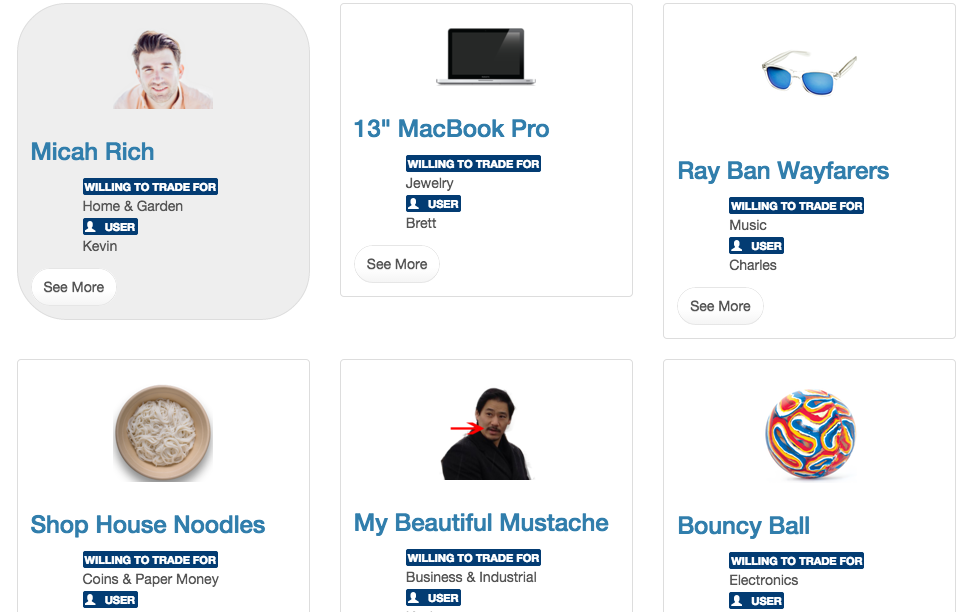 Micah Rich
WILLING TO TRADE FOR
Home & Garden
USER
Kevin
See More
13" MacBook Pro
WILLING TO TRADE FOR
Jewelry
USER
Brett
See More
Ray Ban Wayfarers
WILLING TO TRADE FOR
Music
USER
Charles
See More
Shop House Noodles
WILLING TO TRADE FOR
Coins & Paper Money
USER
My Beautiful Mustache
WILLING TO TRADE FOR
Business & Industrial
USER
Bouncy Ball
WILLING TO TRADE FOR
Electronics
USER